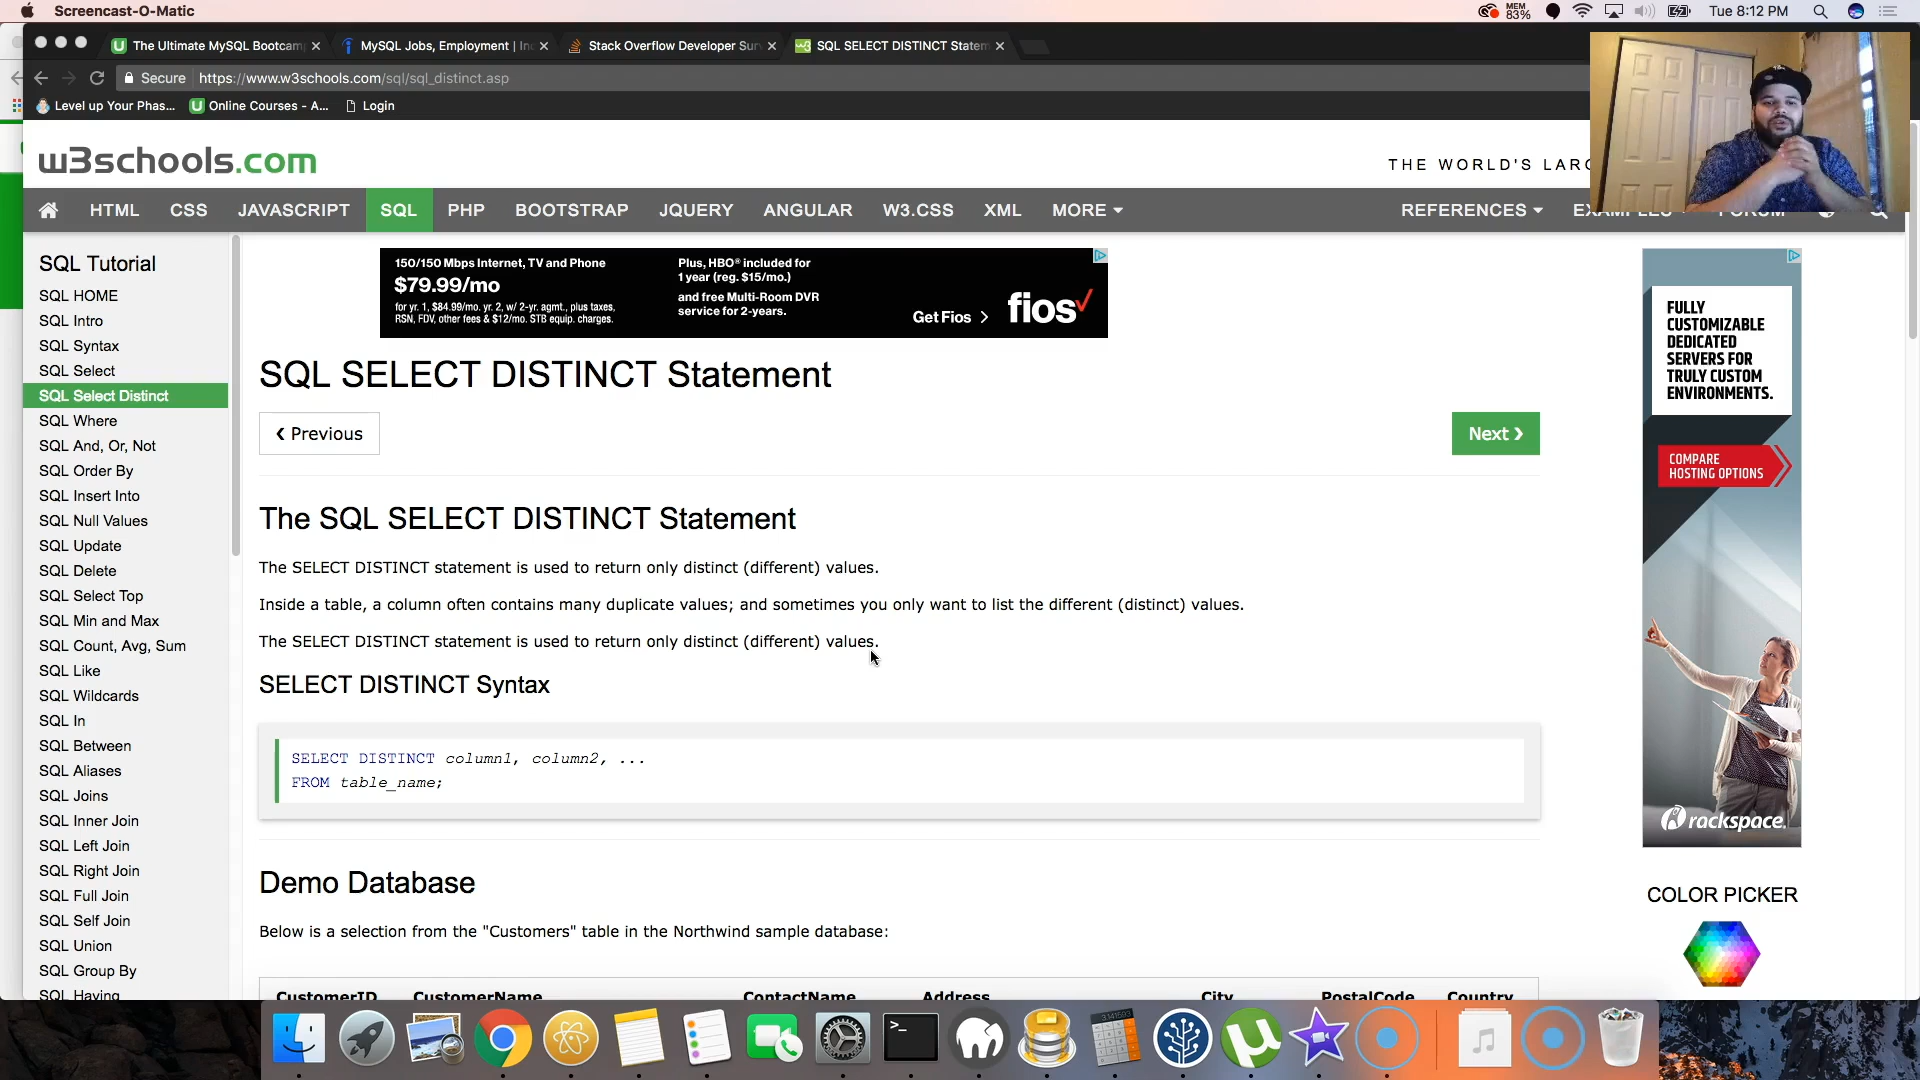 Screencast-O-Matic
MEM
83%
Tue 8:12 PM
The Ultimate MySQL Bootcam
MySQL Jobs, Employment | In
Stack Overflow Developer Sur
SQL SELECT DISTINCT Statem
Secure
https://www.w3schools.com/sql/sql_distinct.asp
Level up Your Phas...
Online Courses - A...
Login
w3schools.com
THE WORLD'S LARG
HTML
CSS
JAVASCRIPT
SQL
PHP
BOOTSTRAP
JQUERY
ANGULAR
W3.CSS
XML
MORE
REFERENCES
EXAMPLES
FORUM
SQL Tutorial
SQL HOME
SQL Intro
SQL Syntax
SQL Select
SQL Select Distinct
SQL Where
SQL And, Or, Not
SQL Order By
SQL Insert Into
SQL Null Values
SQL Update
SQL Delete
SQL Select Top
SQL Min and Max
SQL Count, Avg, Sum
SQL Like
SQL Wildcards
SQL In
SQL Between
SQL Aliases
SQL Joins
SQL Inner Join
SQL Left Join
SQL Right Join
SQL Full Join
SQL Self Join
SQL Union
SQL Group By
SQL Having
150/150 Mbps Internet, TV and Phone
$79.99/mo
for yr. 1, $84.99/mo. yr. 2, w/ 2-yr. agmt., plus taxes,
RSN, FDV, other fees & $12/mo. STB equip. charges.
Plus, HBO® included for
1 year (reg. $15/mo.)
and free Multi-Room DVR
service for 2-years.
Get Fios >
fios✓
SQL SELECT DISTINCT Statement
❮ Previous
Next ❯
The SQL SELECT DISTINCT Statement
The SELECT DISTINCT statement is used to return only distinct (different) values.
Inside a table, a column often contains many duplicate values; and sometimes you only want to list the different (distinct) values.
The SELECT DISTINCT statement is used to return only distinct (different) values.
SELECT DISTINCT Syntax
SELECT DISTINCT column1, column2, ...
FROM table_name;
Demo Database
Below is a selection from the "Customers" table in the Northwind sample database:
CustomerID
CustomerName
ContactName
Address
City
PostalCode
Country
FULLY
CUSTOMIZABLE
DEDICATED
SERVERS FOR
TRULY CUSTOM
ENVIRONMENTS.
COMPARE
HOSTING OPTIONS
rackspace.
COLOR PICKER
3.141593
>_